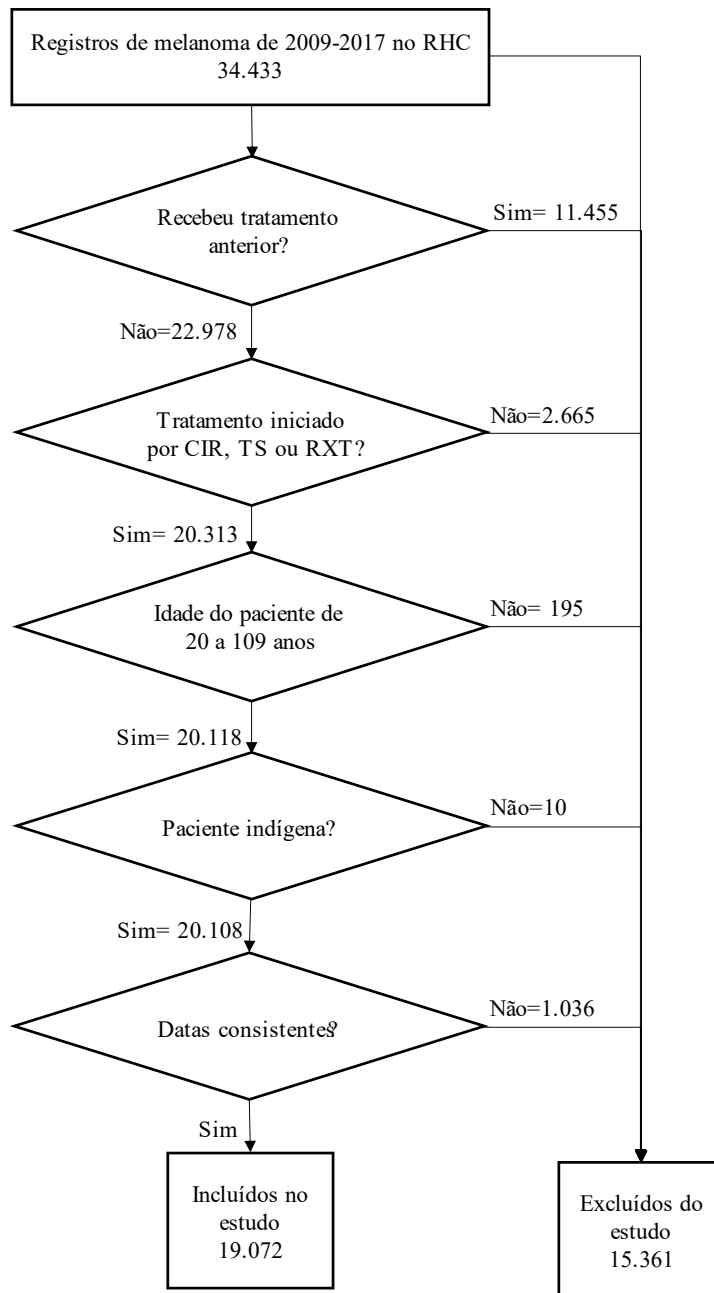 Registros de melanoma de 2009-2017 no RHC
34.433
Recebeu tratamento
anterior?
Sim= 11.455
Não=22.978
Tratamento iniciado
por CIR, TS ou RXT?
Não=2.665
Sim= 20.313
Idade do paciente de
20 a 109 anos
Não= 195
Sim= 20.118
Paciente indígena?
Não=10
Sim= 20.108
Datas consistentes?
Não=1.036
Sim
Incluídos no
estudo
19.072
Excluídos do
estudo
15.361